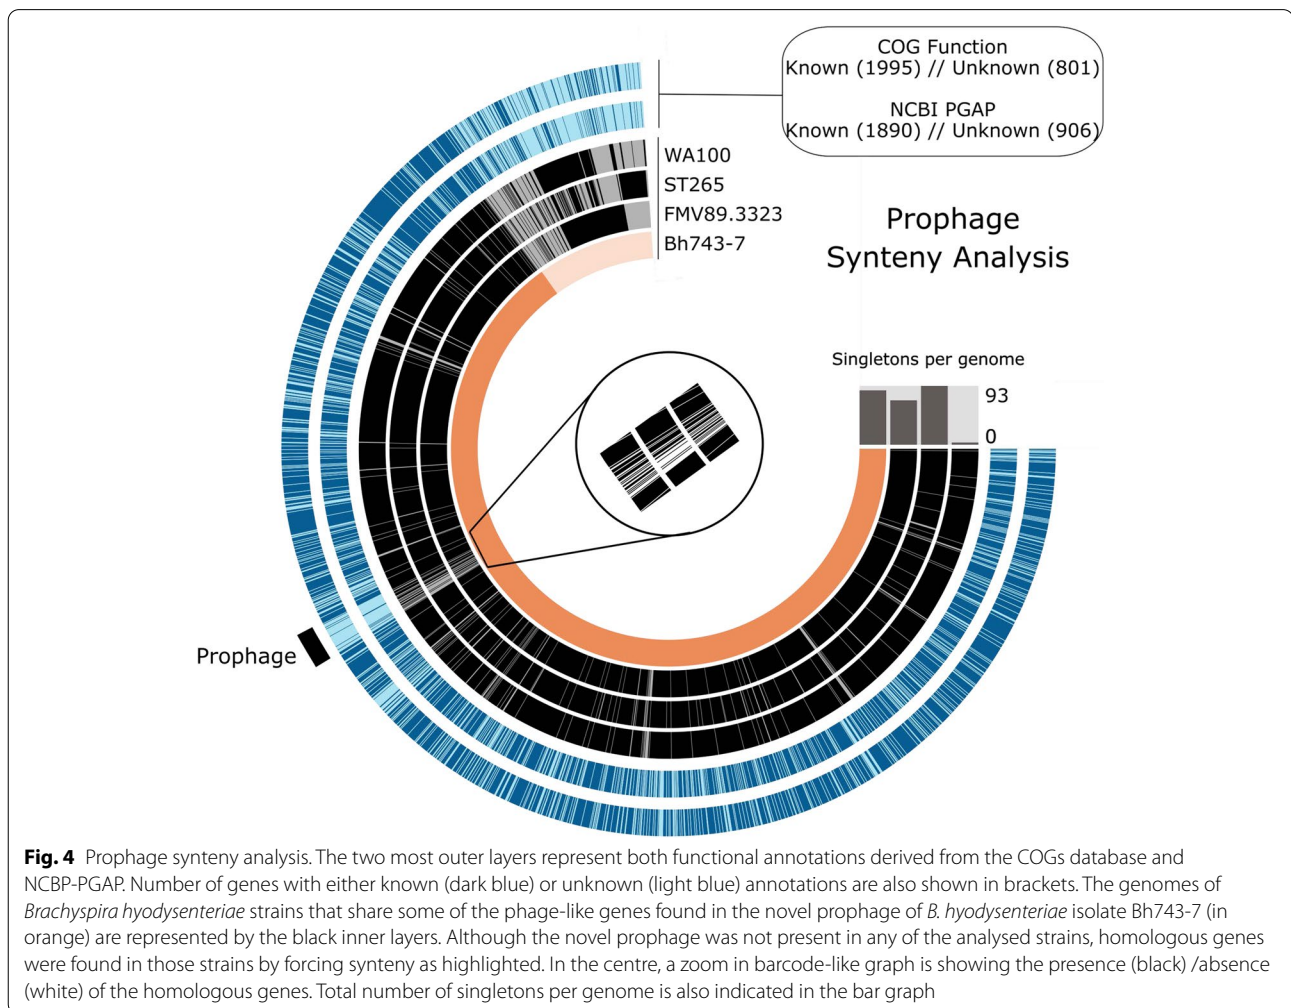 COG Function
Known (1995) // Unknown (801)
NCBI PGAP
Known (1890) // Unknown (906)
WA100
ST265
FMV89.3323
Bh743-7
Prophage
Synteny Analysis
Singletons per genome
93
0
Prophage
Fig. 4 Prophage synteny analysis. The two most outer layers represent both functional annotations derived from the COGs database and
NCBP-PGAP. Number of genes with either known (dark blue) or unknown (light blue) annotations are also shown in brackets. The genomes of
Brachyspira hyodysenteriae strains that share some of the phage-like genes found in the novel prophage of B. hyodysenteriae isolate Bh743-7 (in
orange) are represented by the black inner layers. Although the novel prophage was not present in any of the analysed strains, homologous genes
were found in those strains by forcing synteny as highlighted. In the centre, a zoom in barcode-like graph is showing the presence (black) /absence
(white) of the homologous genes. Total number of singletons per genome is also indicated in the bar graph